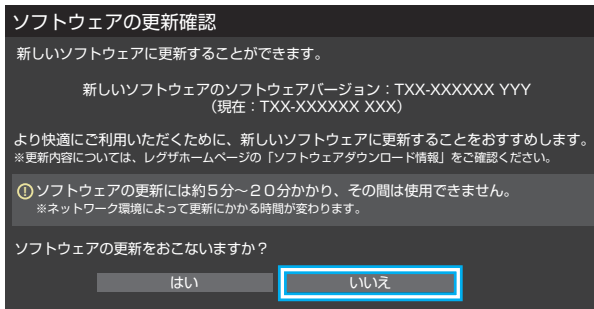 ソフトウェアの更新確認
新しいソフトウェアに更新することができます。
新しいソフトウェアのソフトウェアバージョン：TXX-XXXXXX YYY
（現在：TXX-XXXXXX XXX）
より快適にご利用いただくために、新しいソフトウェアに更新することをおすすめします。
※更新内容については、レグザホームページの「ソフトウェアダウンロード情報」をご確認ください。
ソフトウェアの更新には約５分～２０分かかり、その間は使用できません。
※ネットワーク環境によって更新にかかる時間が変わります。
ソフトウェアの更新をおこないますか？
はい
いいえ